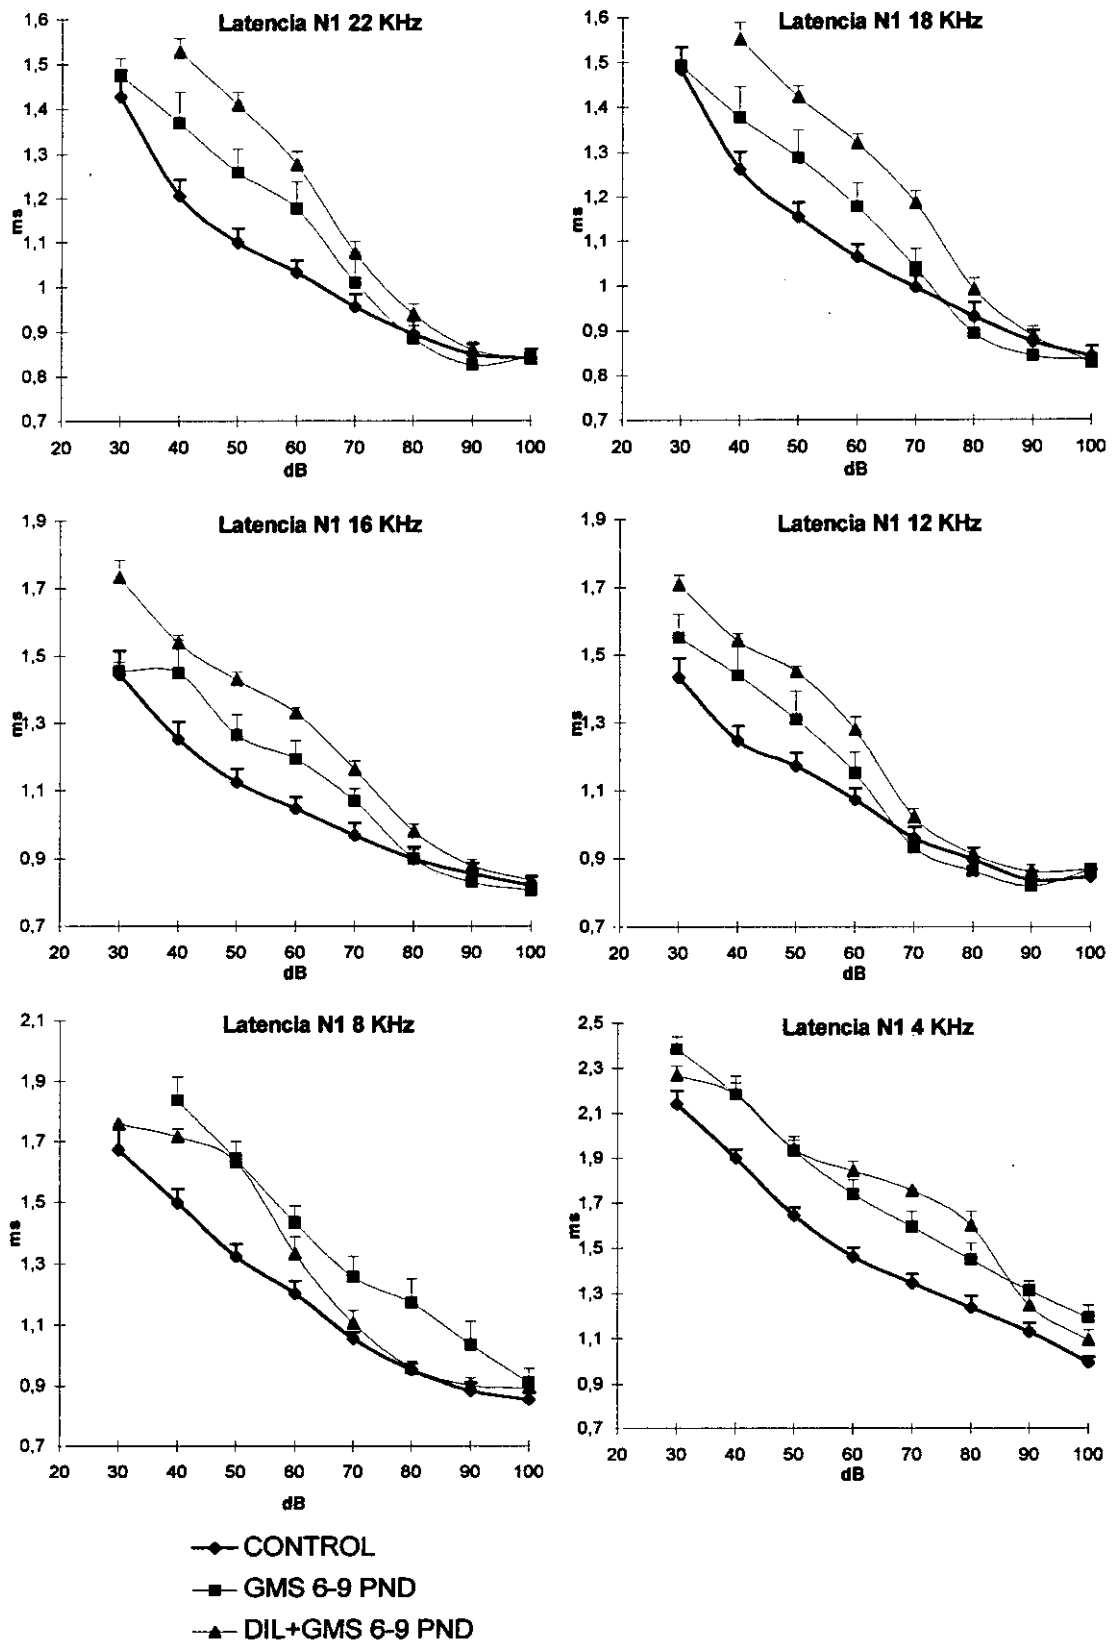 Latencia N1 22 KHz
1,6
1,5
1,4
1,3
1,2
1,1
1
0,9
0,8
0,7
ms
20 30 40 50 60 70 80 90 100
dB
Latencia N1 18 KHz
1,6
1,5
1,4
1,3
1,2
1,1
1
0,9
0,8
0,7
ms
20 30 40 50 60 70 80 90 100
dB
Latencia N1 16 KHz
1,9
1,7
1,5
1,3
1,1
0,9
0,7
ms
20 30 40 50 60 70 80 90 100
dB
Latencia N1 12 KHz
1,9
1,7
1,5
1,3
1,1
0,9
0,7
ms
20 30 40 50 60 70 80 90 100
dB
Latencia N1 8 KHz
2,1
1,9
1,7
1,5
1,3
1,1
0,9
0,7
ms
20 30 40 50 60 70 80 90 100
dB
Latencia N1 4 KHz
2,5
2,3
2,1
1,9
1,7
1,5
1,3
1,1
0,9
0,7
ms
20 30 40 50 60 70 80 90 100
dB
CONTROL
GMS 6-9 PND
DIL+GMS 6-9 PND